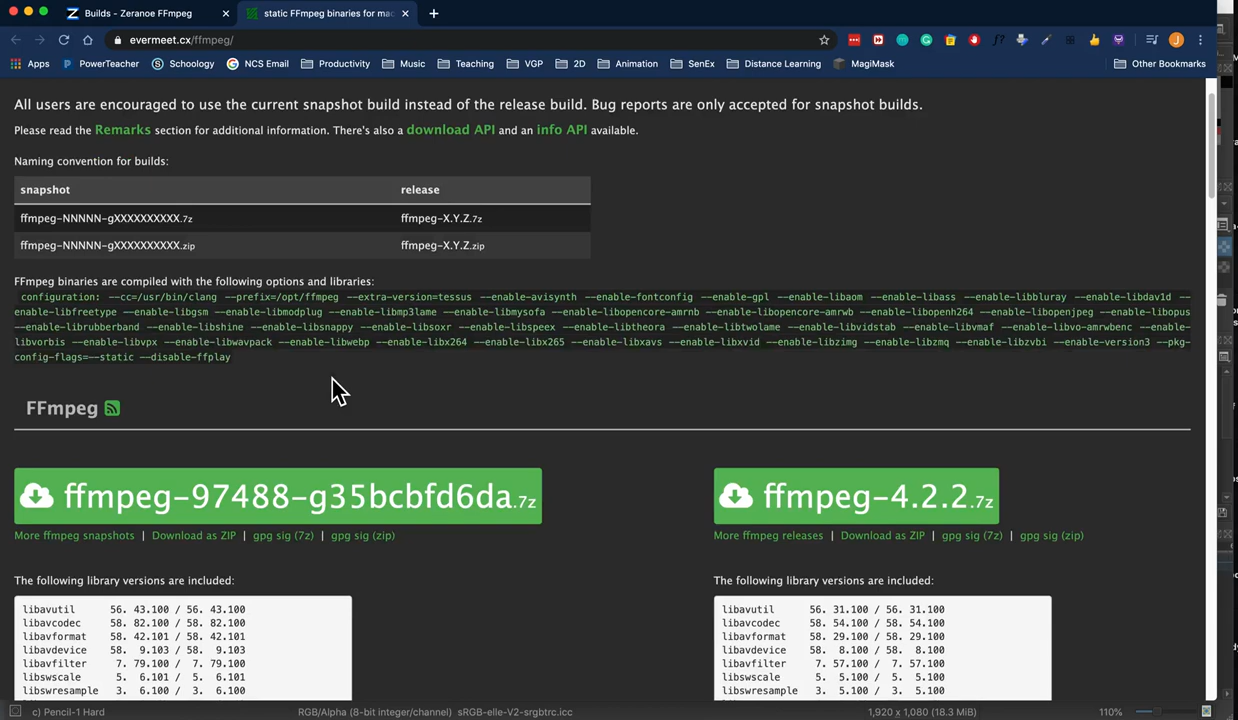 Builds - Zeranoe FFmpeg
static FFmpeg binaries for mac
evermeet.cx/ffmpeg/
Apps
PowerTeacher
Schoology
NCS Email
Productivity
Music
Teaching
VGP
2D
Animation
SenEx
Distance Learning
MagiMask
Other Bookmarks
All users are encouraged to use the current snapshot build instead of the release build. Bug reports are only accepted for snapshot builds.
Please read the Remarks section for additional information. There's also a download API and an info API available.
Naming convention for builds:
snapshot release
ffmpeg-NNNNN-gXXXXXXXXXX.7z ffmpeg-X.Y.Z.7z
ffmpeg-NNNNN-gXXXXXXXXXX.zip ffmpeg-X.Y.Z.zip
FFmpeg binaries are compiled with the following options and libraries:
configuration: --cc=/usr/bin/clang --prefix=/opt/ffmpeg --extra-version=tessus --enable-avisynth --enable-fontconfig --enable-gpl --enable-libaom --enable-libass --enable-libbluray --enable-libdav1d --
enable-libfreetype --enable-libgsm --enable-libmodplug --enable-libmp3lame --enable-libmysofa --enable-libopencore-amrnb --enable-libopencore-amrwb --enable-libopenh264 --enable-libopenjpeg --enable-libopus
--enable-librubberband --enable-libshine --enable-libsnappy --enable-libsoxr --enable-libspeex --enable-libtheora --enable-libtwolame --enable-libvidstab --enable-libvmaf --enable-libvo-amrwbenc --enable-
libvorbis --enable-libvpx --enable-libwavpack --enable-libwebp --enable-libx264 --enable-libx265 --enable-libxavs --enable-libxvid --enable-libzimg --enable-libzmq --enable-libzvbi --enable-version3 --pkg-
config-flags=--static --disable-ffplay
FFmpeg
ffmpeg-97488-g35bcbfd6da.7z
More ffmpeg snapshots | Download as ZIP | gpg sig (7z) | gpg sig (zip)
The following library versions are included:
libavutil 56. 43.100 / 56. 43.100
libavcodec 58. 82.100 / 58. 82.100
libavformat 58. 42.101 / 58. 42.101
libavdevice 58. 9.103 / 58. 9.103
libavfilter 7. 79.100 / 7. 79.100
libswscale 5. 6.101 / 5. 6.101
libswresample 3. 6.100 / 3. 6.100
ffmpeg-4.2.2.7z
More ffmpeg releases | Download as ZIP | gpg sig (7z) | gpg sig (zip)
The following library versions are included:
libavutil 56. 31.100 / 56. 31.100
libavcodec 58. 54.100 / 58. 54.100
libavformat 58. 29.100 / 58. 29.100
libavdevice 58. 8.100 / 58. 8.100
libavfilter 7. 57.100 / 7. 57.100
libswscale 5. 5.100 / 5. 5.100
libswresample 3. 5.100 / 3. 5.100
c) Pencil-1 Hard
RGB/Alpha (8-bit integer/channel) sRGB-elle-V2-srgbtrc.icc
1,920 x 1,080 (18.3 MiB)
110%